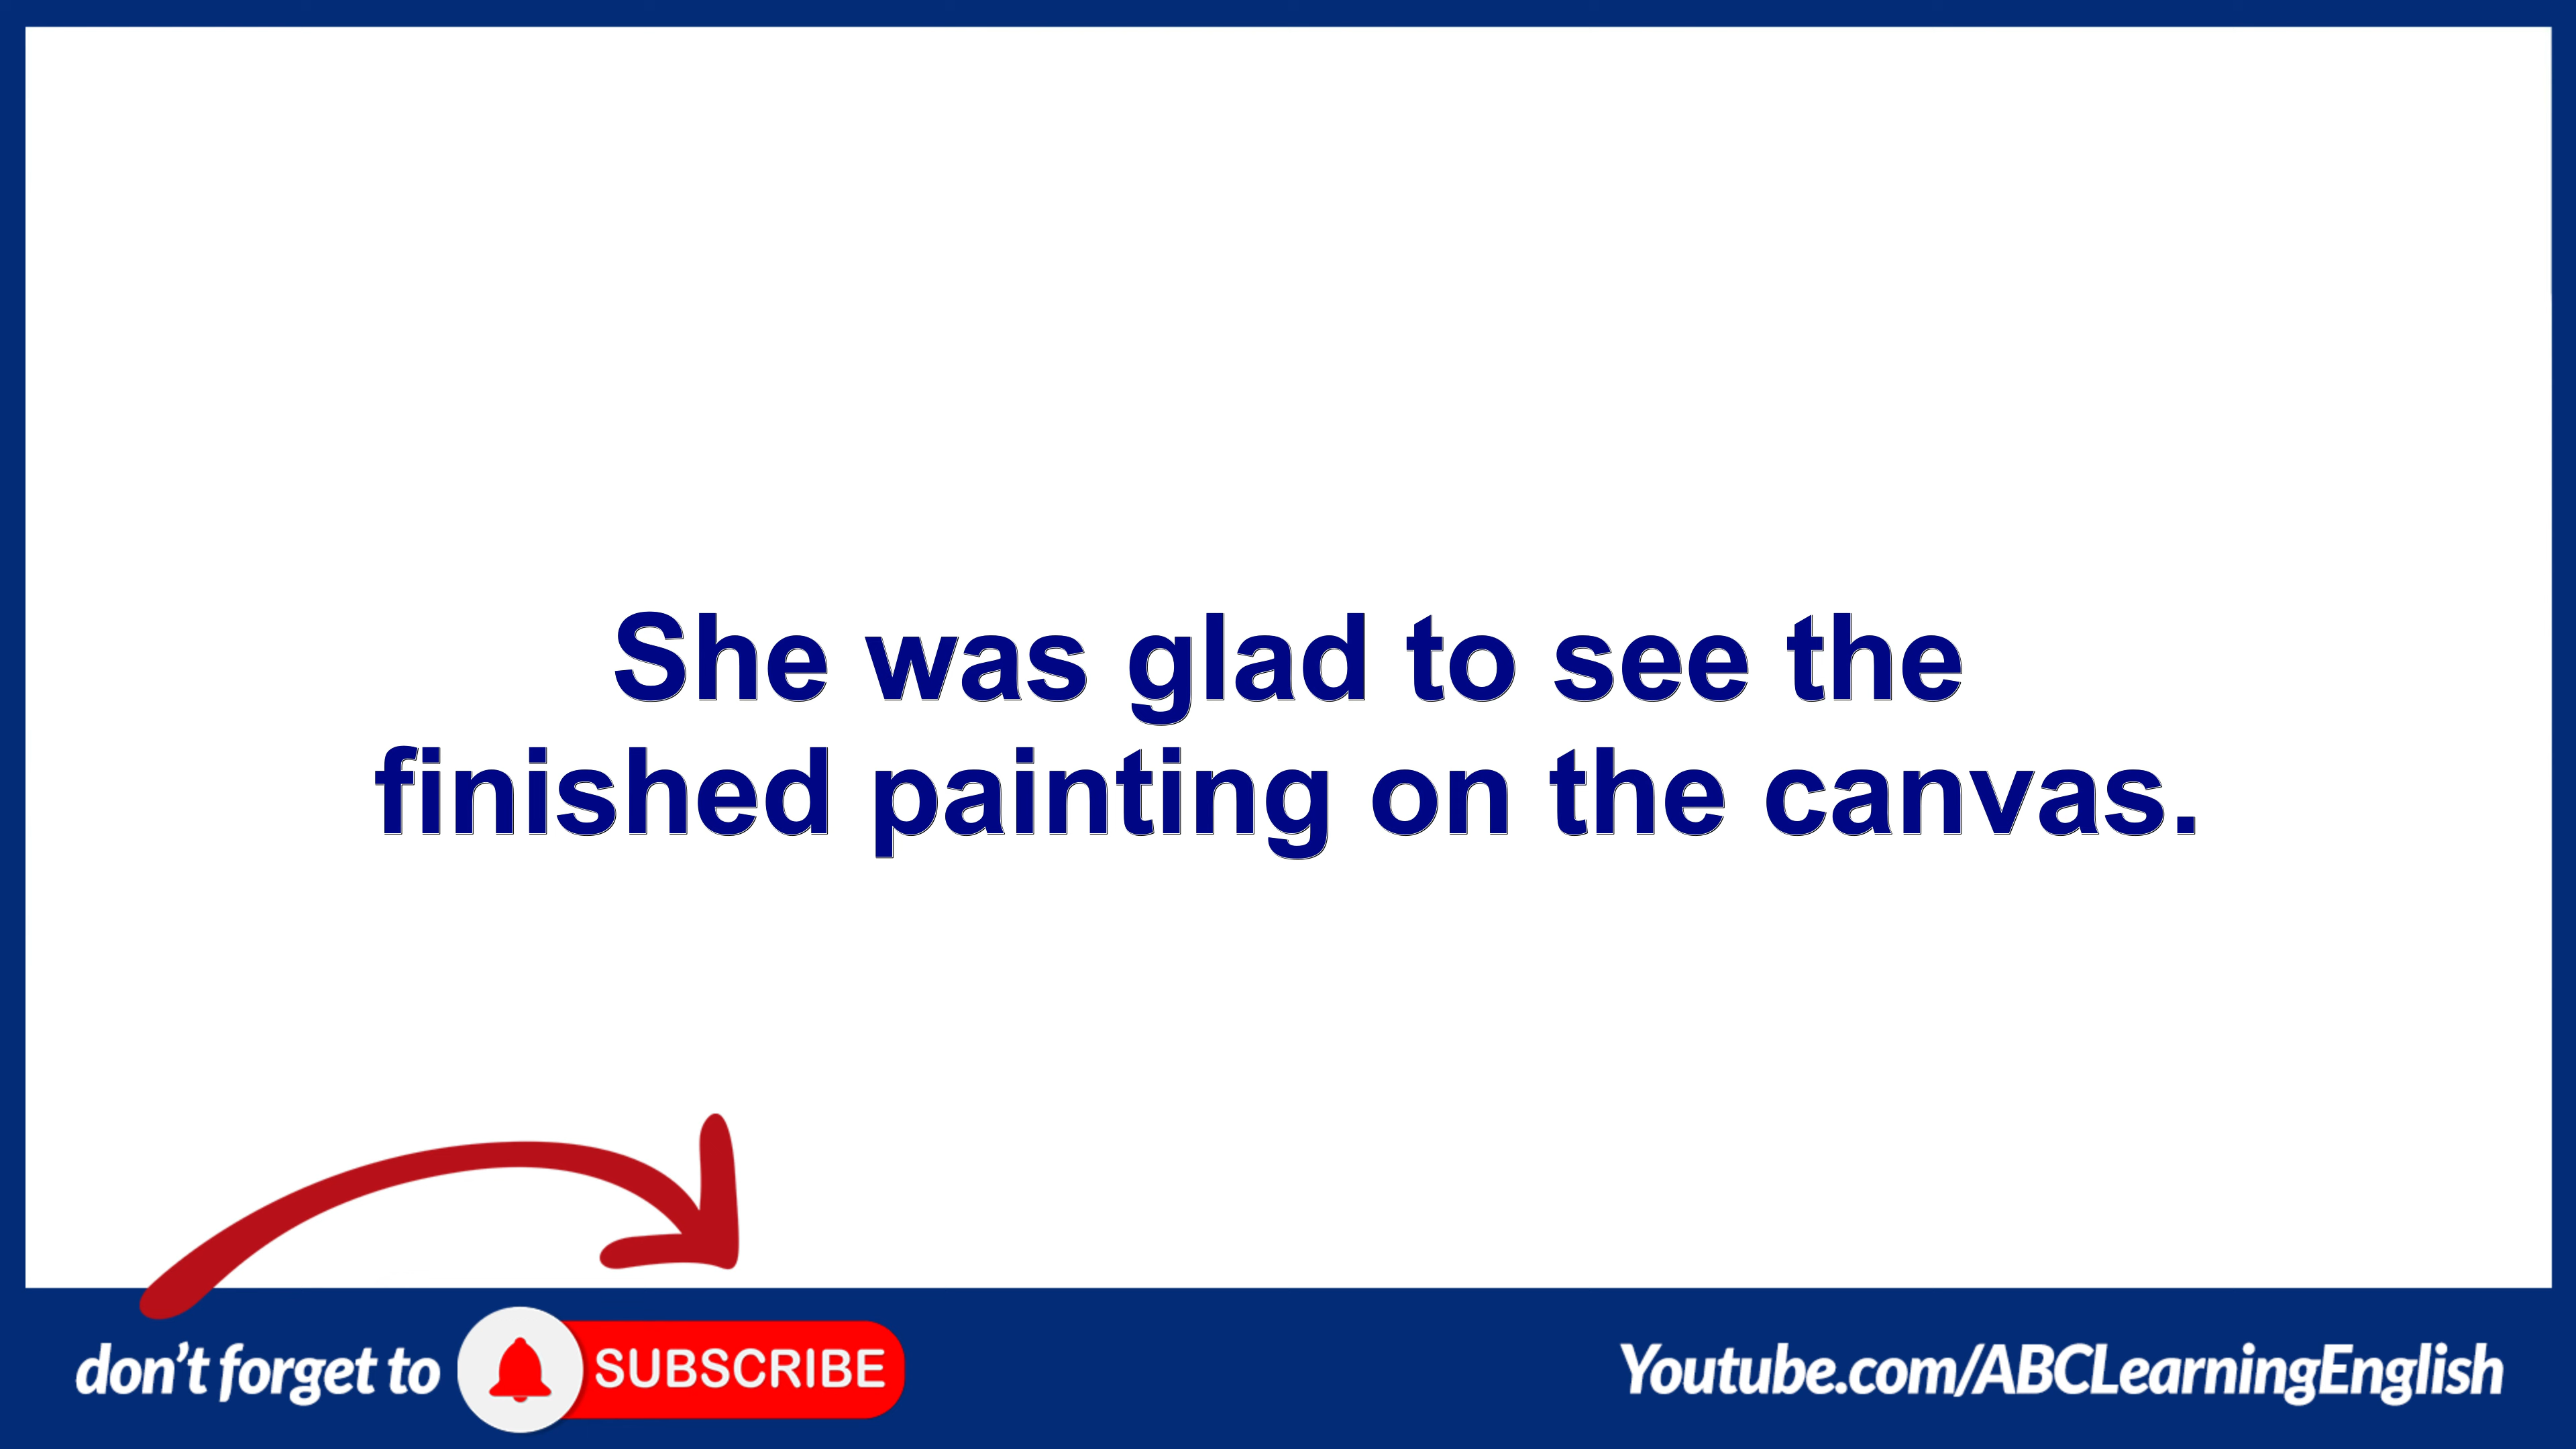 She was glad to see the
finished painting on the canvas.
don't forget to SUBSCRIBE
Youtube.com/ABCLearningEnglish